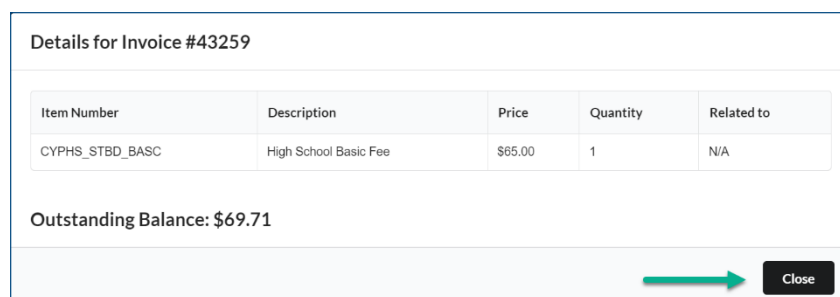 Details for Invoice #43259
Item Number Description Price Quantity Related to
CYPHS_STBD_BASC High School Basic Fee $65.00 1 N/A
Outstanding Balance: $69.71
Close